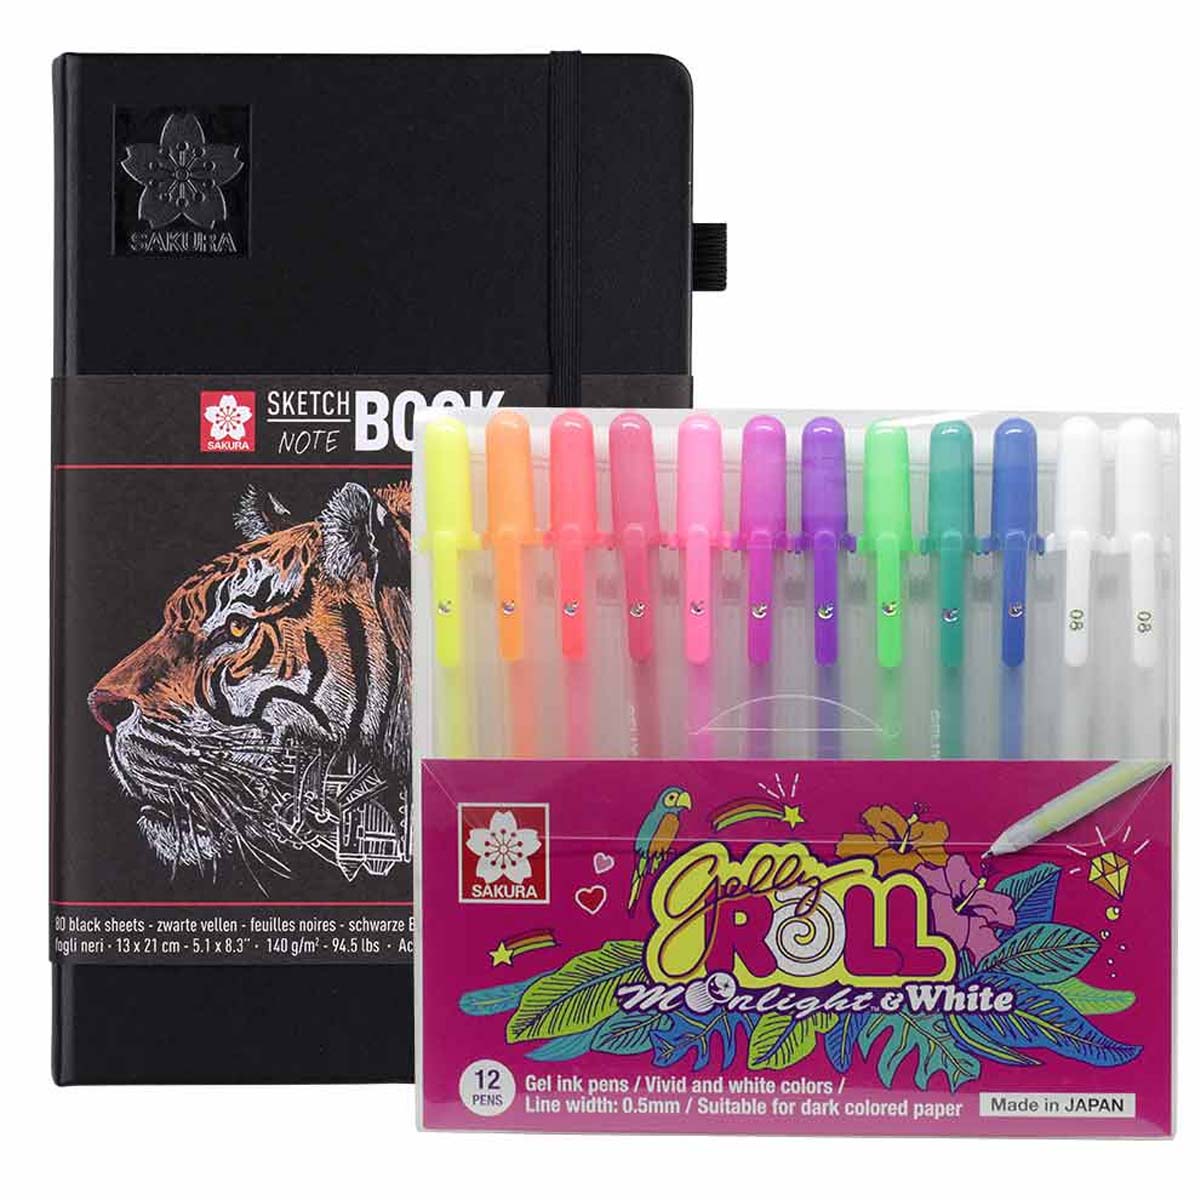 SAKURA
SAKURA
SKETCH
NOTE
BOOK
80 black sheets - zwarte vellen - feuilles noires - schwarze
fogli neri · 13 x 21 cm - 5.1 x 8.3" · 140 g/m² - 94.5 lbs ·
08
08
SAKURA
Gelly
ROLL
Moonlight™ & White
12
PENS
Gel ink pens / Vivid and white colors /
Line width: 0.5mm / Suitable for dark colored paper
Made in JAPAN